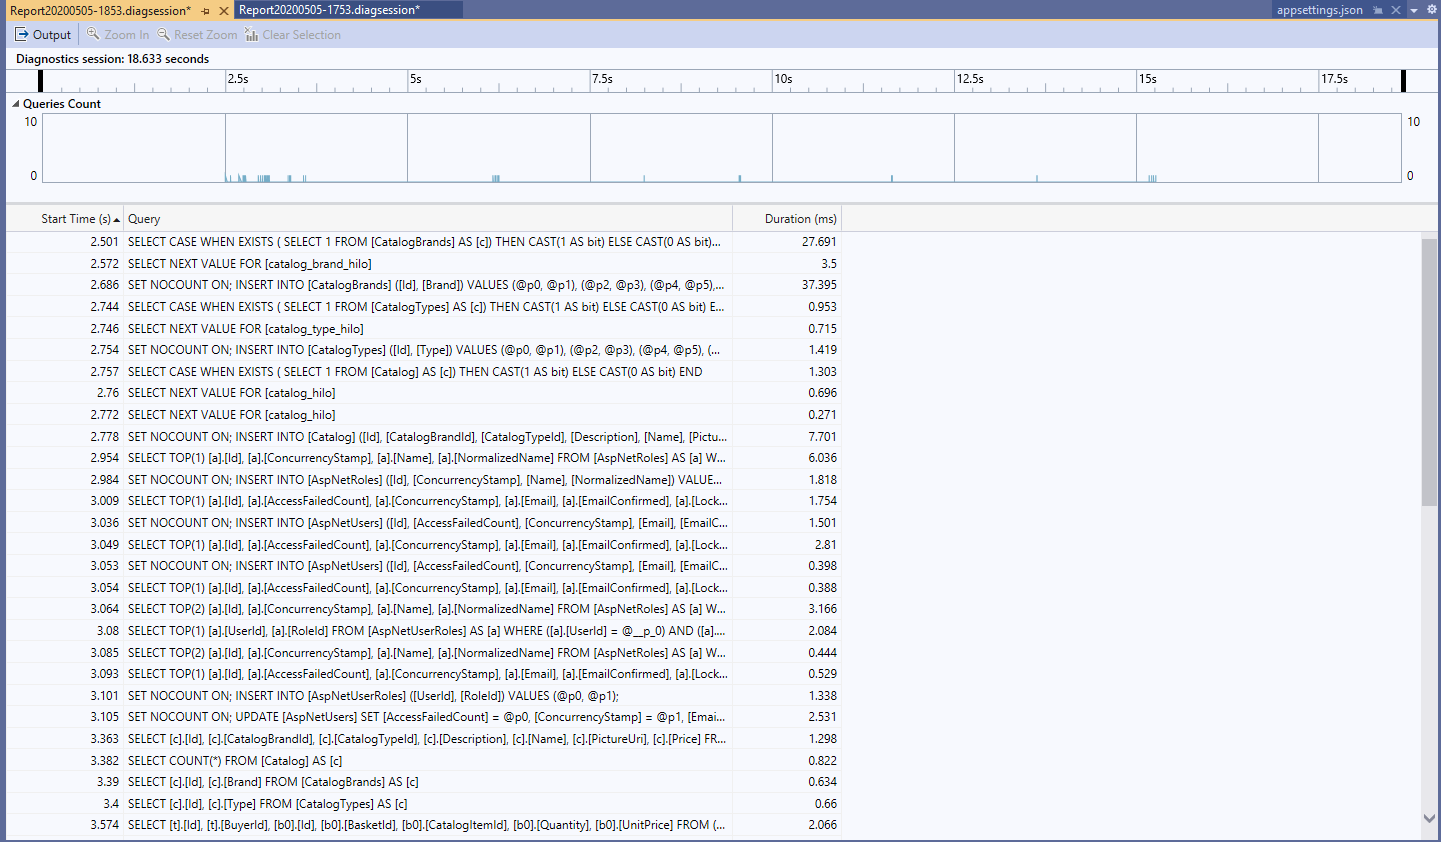 Report20200505-1853.diagsession*
Report20200505-1753.diagsession*
appsettings.json
Output Zoom In Reset Zoom Clear Selection
Diagnostics session: 18.633 seconds
2.5s 5s 7.5s 10s 12.5s 15s 17.5s
Queries Count
10 10
0 0
Start Time (s) Query Duration (ms)
2.501 SELECT CASE WHEN EXISTS ( SELECT 1 FROM [CatalogBrands] AS [c]) THEN CAST(1 AS bit) ELSE CAST(0 AS bit)... 27.691
2.572 SELECT NEXT VALUE FOR [catalog_brand_hilo] 3.5
2.686 SET NOCOUNT ON; INSERT INTO [CatalogBrands] ([Id], [Brand]) VALUES (@p0, @p1), (@p2, @p3), (@p4, @p5),... 37.395
2.744 SELECT CASE WHEN EXISTS ( SELECT 1 FROM [CatalogTypes] AS [c]) THEN CAST(1 AS bit) ELSE CAST(0 AS bit) E... 0.953
2.746 SELECT NEXT VALUE FOR [catalog_type_hilo] 0.715
2.754 SET NOCOUNT ON; INSERT INTO [CatalogTypes] ([Id], [Type]) VALUES (@p0, @p1), (@p2, @p3), (@p4, @p5), (... 1.419
2.757 SELECT CASE WHEN EXISTS ( SELECT 1 FROM [Catalog] AS [c]) THEN CAST(1 AS bit) ELSE CAST(0 AS bit) END 1.303
2.76 SELECT NEXT VALUE FOR [catalog_hilo] 0.696
2.772 SELECT NEXT VALUE FOR [catalog_hilo] 0.271
2.778 SET NOCOUNT ON; INSERT INTO [Catalog] ([Id], [CatalogBrandId], [CatalogTypeId], [Description], [Name], [Pictu... 7.701
2.954 SELECT TOP(1) [a].[Id], [a].[ConcurrencyStamp], [a].[Name], [a].[NormalizedName] FROM [AspNetRoles] AS [a] W... 6.036
2.984 SET NOCOUNT ON; INSERT INTO [AspNetRoles] ([Id], [ConcurrencyStamp], [Name], [NormalizedName]) VALUE... 1.818
3.009 SELECT TOP(1) [a].[Id], [a].[AccessFailedCount], [a].[ConcurrencyStamp], [a].[Email], [a].[EmailConfirmed], [a].[Lock... 1.754
3.036 SET NOCOUNT ON; INSERT INTO [AspNetUsers] ([Id], [AccessFailedCount], [ConcurrencyStamp], [Email], [EmailC... 1.501
3.049 SELECT TOP(1) [a].[Id], [a].[AccessFailedCount], [a].[ConcurrencyStamp], [a].[Email], [a].[EmailConfirmed], [a].[Lock... 2.81
3.053 SET NOCOUNT ON; INSERT INTO [AspNetUsers] ([Id], [AccessFailedCount], [ConcurrencyStamp], [Email], [EmailC... 0.398
3.054 SELECT TOP(1) [a].[Id], [a].[AccessFailedCount], [a].[ConcurrencyStamp], [a].[Email], [a].[EmailConfirmed], [a].[Lock... 0.388
3.064 SELECT TOP(2) [a].[Id], [a].[ConcurrencyStamp], [a].[Name], [a].[NormalizedName] FROM [AspNetRoles] AS [a] W... 3.166
3.08 SELECT TOP(1) [a].[UserId], [a].[RoleId] FROM [AspNetUserRoles] AS [a] WHERE ([a].[UserId] = @__p_0) AND ([a].... 2.084
3.085 SELECT TOP(2) [a].[Id], [a].[ConcurrencyStamp], [a].[Name], [a].[NormalizedName] FROM [AspNetRoles] AS [a] W... 0.444
3.093 SELECT TOP(1) [a].[Id], [a].[AccessFailedCount], [a].[ConcurrencyStamp], [a].[Email], [a].[EmailConfirmed], [a].[Lock... 0.529
3.101 SET NOCOUNT ON; INSERT INTO [AspNetUserRoles] ([UserId], [RoleId]) VALUES (@p0, @p1); 1.338
3.105 SET NOCOUNT ON; UPDATE [AspNetUsers] SET [AccessFailedCount] = @p0, [ConcurrencyStamp] = @p1, [Emai... 2.531
3.363 SELECT [c].[Id], [c].[CatalogBrandId], [c].[CatalogTypeId], [c].[Description], [c].[Name], [c].[PictureUri], [c].[Price] FR... 1.298
3.382 SELECT COUNT(*) FROM [Catalog] AS [c] 0.822
3.39 SELECT [c].[Id], [c].[Brand] FROM [CatalogBrands] AS [c] 0.634
3.4 SELECT [c].[Id], [c].[Type] FROM [CatalogTypes] AS [c] 0.66
3.574 SELECT [t].[Id], [t].[BuyerId], [b0].[Id], [b0].[BasketId], [b0].[CatalogItemId], [b0].[Quantity], [b0].[UnitPrice] FROM (... 2.066